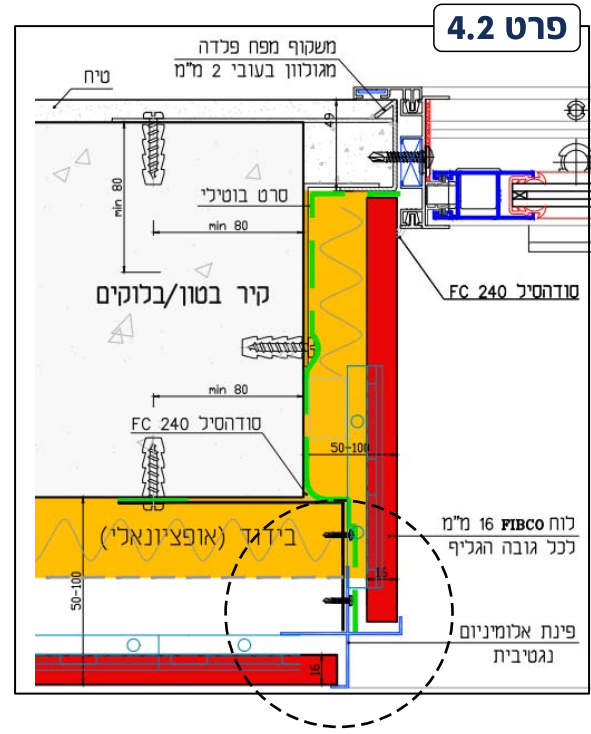 פרט 4.2
משקוף מפח פלדה
מגולוון בעובי 2 מ"מ
טיח
49
סרט בוטילי
min 80
min 80
קיר בטון/בלוקים
סודהסיל FC 240
min 80
סודהסיל FC 240
50-100
בידוד (אופציונאלי)
לוח FIBCO 16 מ"מ
לכל גובה הגליף
16
50-100
פינת אלומיניום
נגטיבית
16